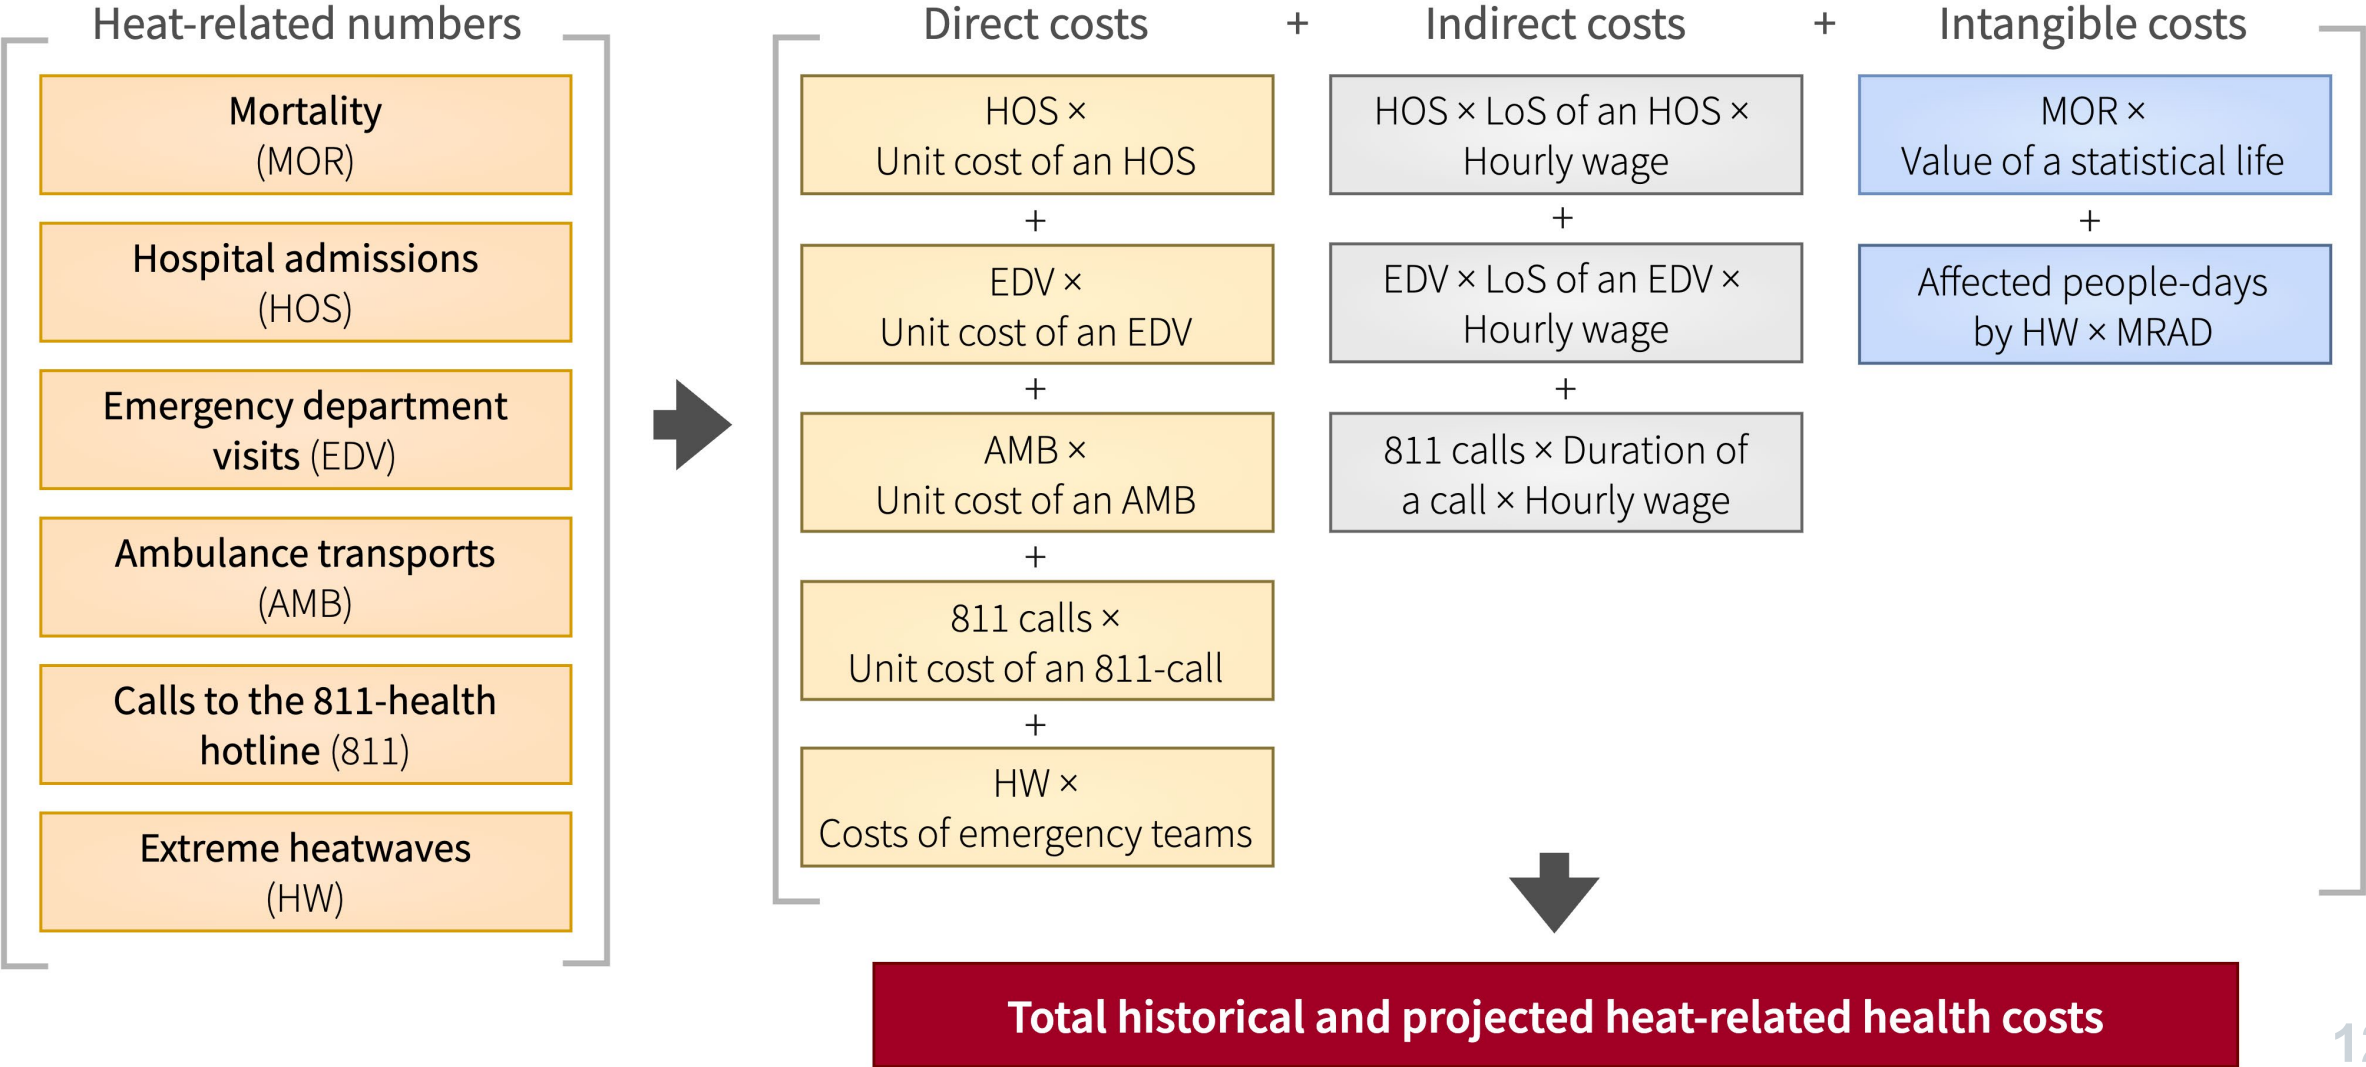 Heat-related numbers
Mortality
(MOR)
Hospital admissions
(HOS)
Emergency department
visits (EDV)
Ambulance transports
(AMB)
Calls to the 811-health
hotline (811)
Extreme heatwaves
(HW)
Direct costs + Indirect costs + Intangible costs
HOS ×
Unit cost of an HOS
+
EDV ×
Unit cost of an EDV
+
AMB ×
Unit cost of an AMB
+
811 calls ×
Unit cost of an 811-call
+
HW ×
Costs of emergency teams
HOS × LoS of an HOS ×
Hourly wage
+
EDV × LoS of an EDV ×
Hourly wage
+
811 calls × Duration of
a call × Hourly wage
MOR ×
Value of a statistical life
+
Affected people-days
by HW × MRAD
Total historical and projected heat-related health costs